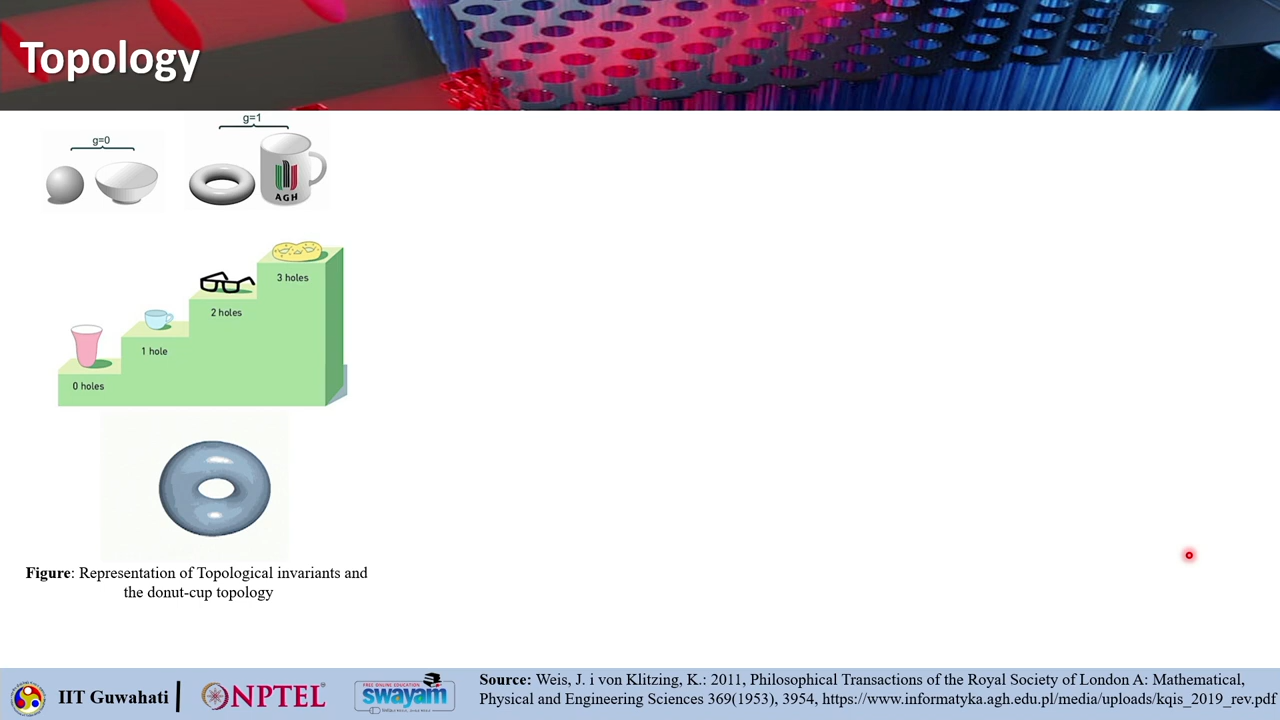 Topology
g=0
g=1
AGH
3 holes
2 holes
1 hole
0 holes
Figure: Representation of Topological invariants and
the donut-cup topology
IIT Guwahati
NPTEL
FREE ONLINE EDUCATION
swayam
Source: Weis, J. i von Klitzing, K.: 2011, Philosophical Transactions of the Royal Society of London A: Mathematical,
Physical and Engineering Sciences 369(1953), 3954, https://www.informatyka.agh.edu.pl/media/uploads/kqis_2019_rev.pdf